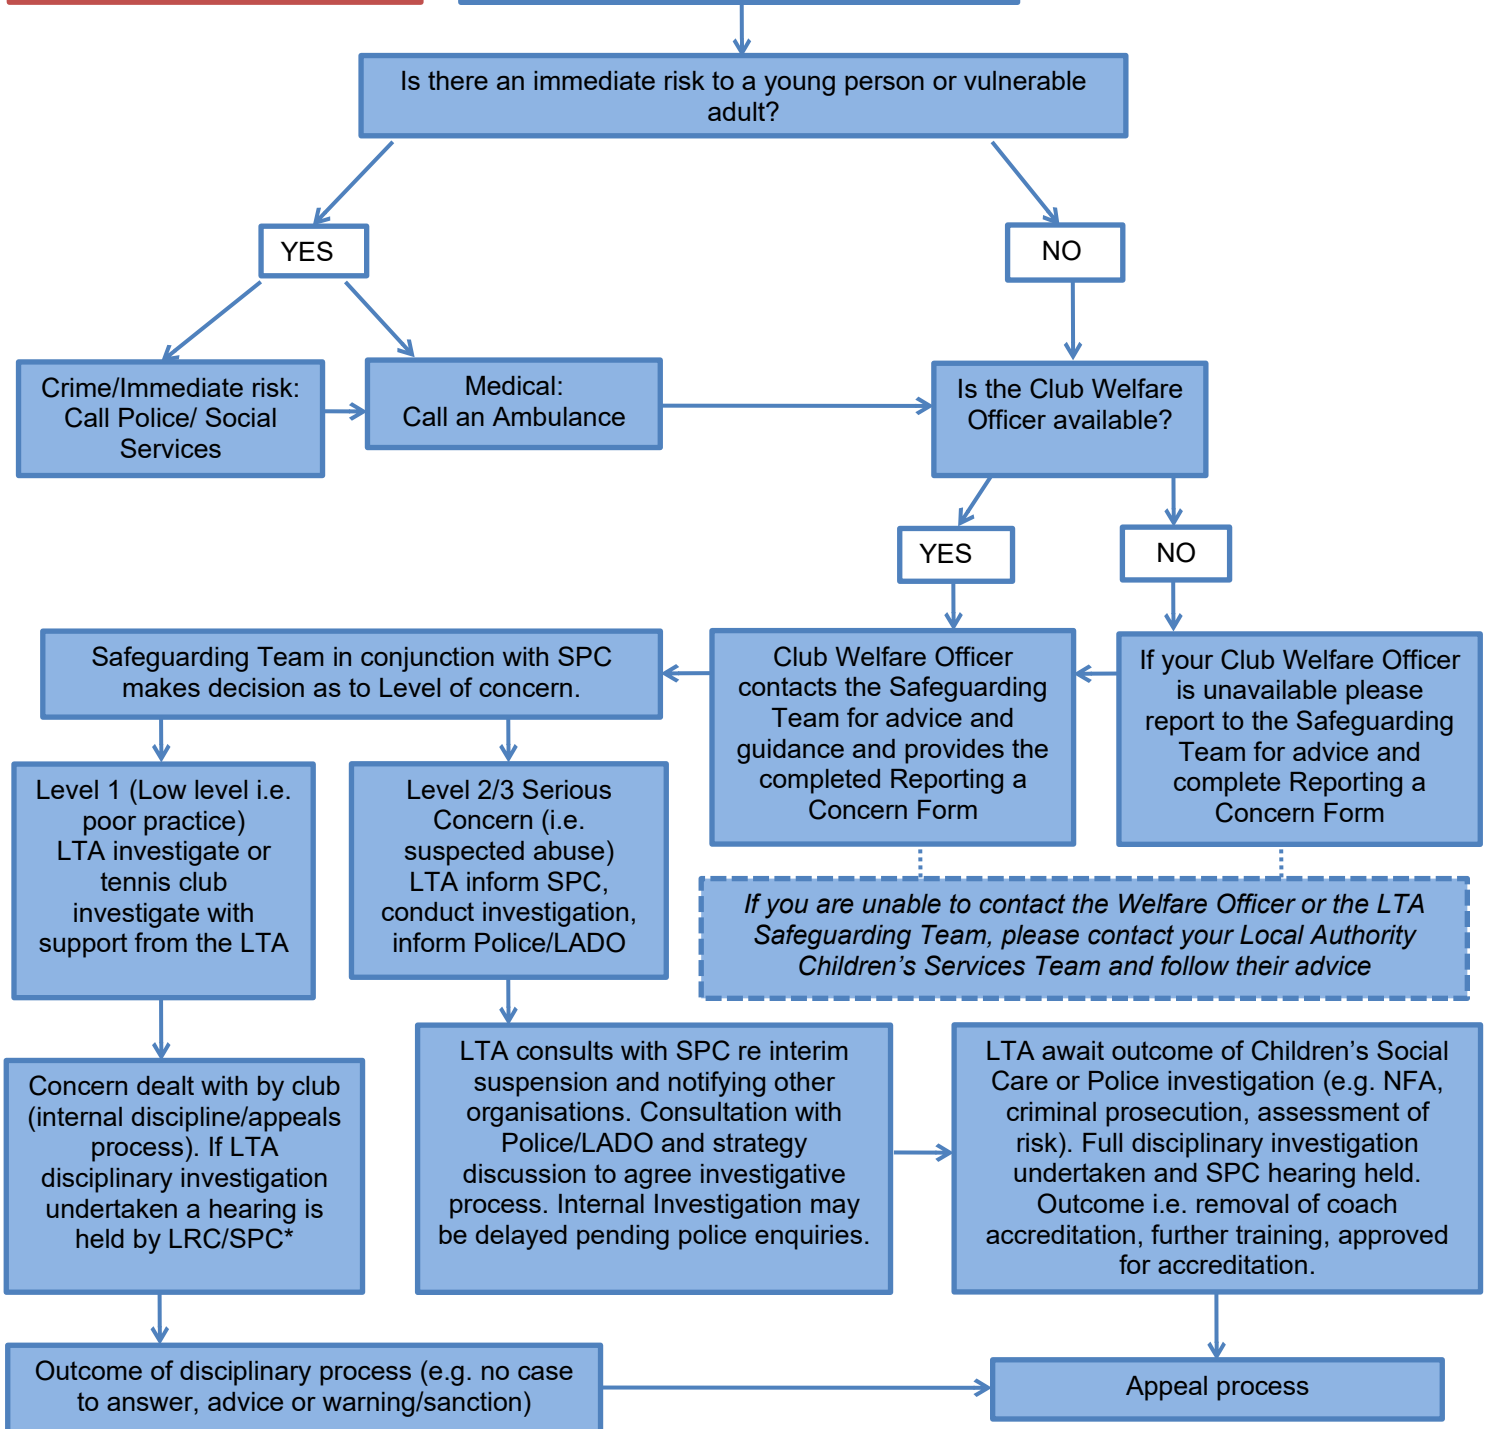 Is there an immediate risk to a young person or vulnerable
adult?
YES
NO
Crime/Immediate risk:
Call Police/ Social
Services
Medical:
Call an Ambulance
Is the Club Welfare
Officer available?
YES
NO
Safeguarding Team in conjunction with SPC
makes decision as to Level of concern.
Club Welfare Officer
contacts the Safeguarding
Team for advice and
guidance and provides the
completed Reporting a
Concern Form
If your Club Welfare Officer
is unavailable please
report to the Safeguarding
Team for advice and
complete Reporting a
Concern Form
Level 1 (Low level i.e.
poor practice)
LTA investigate or
tennis club
investigate with
support from the LTA
Level 2/3 Serious
Concern (i.e.
suspected abuse)
LTA inform SPC,
conduct investigation,
inform Police/LADO
If you are unable to contact the Welfare Officer or the LTA
Safeguarding Team, please contact your Local Authority
Children’s Services Team and follow their advice
Concern dealt with by club
(internal discipline/appeals
process). If LTA
disciplinary investigation
undertaken a hearing is
held by LRC/SPC*
LTA consults with SPC re interim
suspension and notifying other
organisations. Consultation with
Police/LADO and strategy
discussion to agree investigative
process. Internal Investigation may
be delayed pending police enquiries.
LTA await outcome of Children’s Social
Care or Police investigation (e.g. NFA,
criminal prosecution, assessment of
risk). Full disciplinary investigation
undertaken and SPC hearing held.
Outcome i.e. removal of coach
accreditation, further training, approved
for accreditation.
Outcome of disciplinary process (e.g. no case
to answer, advice or warning/sanction)
Appeal process